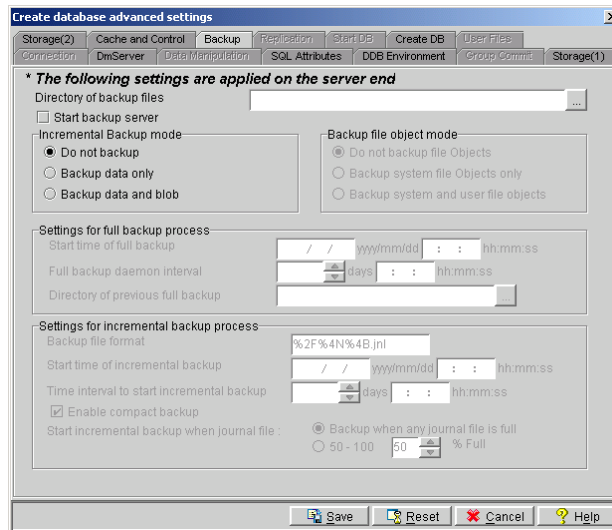 Create database advanced settings
Storage(2) Cache and Control Backup Replication Start DB Create DB User Files
Connection DmServer Data Manipulation SQL Attributes DDB Environment Group Commit Storage(1)
* The following settings are applied on the server end
Directory of backup files ...
Start backup server
Incremental Backup mode
Do not backup
Backup data only
Backup data and blob
Backup file object mode
Do not backup file Objects
Backup system file Objects only
Backup system and user file objects
Settings for full backup process
Start time of full backup / / yyyy/mm/dd : : hh:mm:ss
Full backup daemon interval days : : hh:mm:ss
Directory of previous full backup ...
Settings for incremental backup process
Backup file format %2F%4N%4B.jnl
Start time of incremental backup / / yyyy/mm/dd : : hh:mm:ss
Time interval to start incremental backup days : : hh:mm:ss
Enable compact backup
Start incremental backup when journal file : Backup when any journal file is full
50 - 100 50 % Full
Save Reset Cancel Help